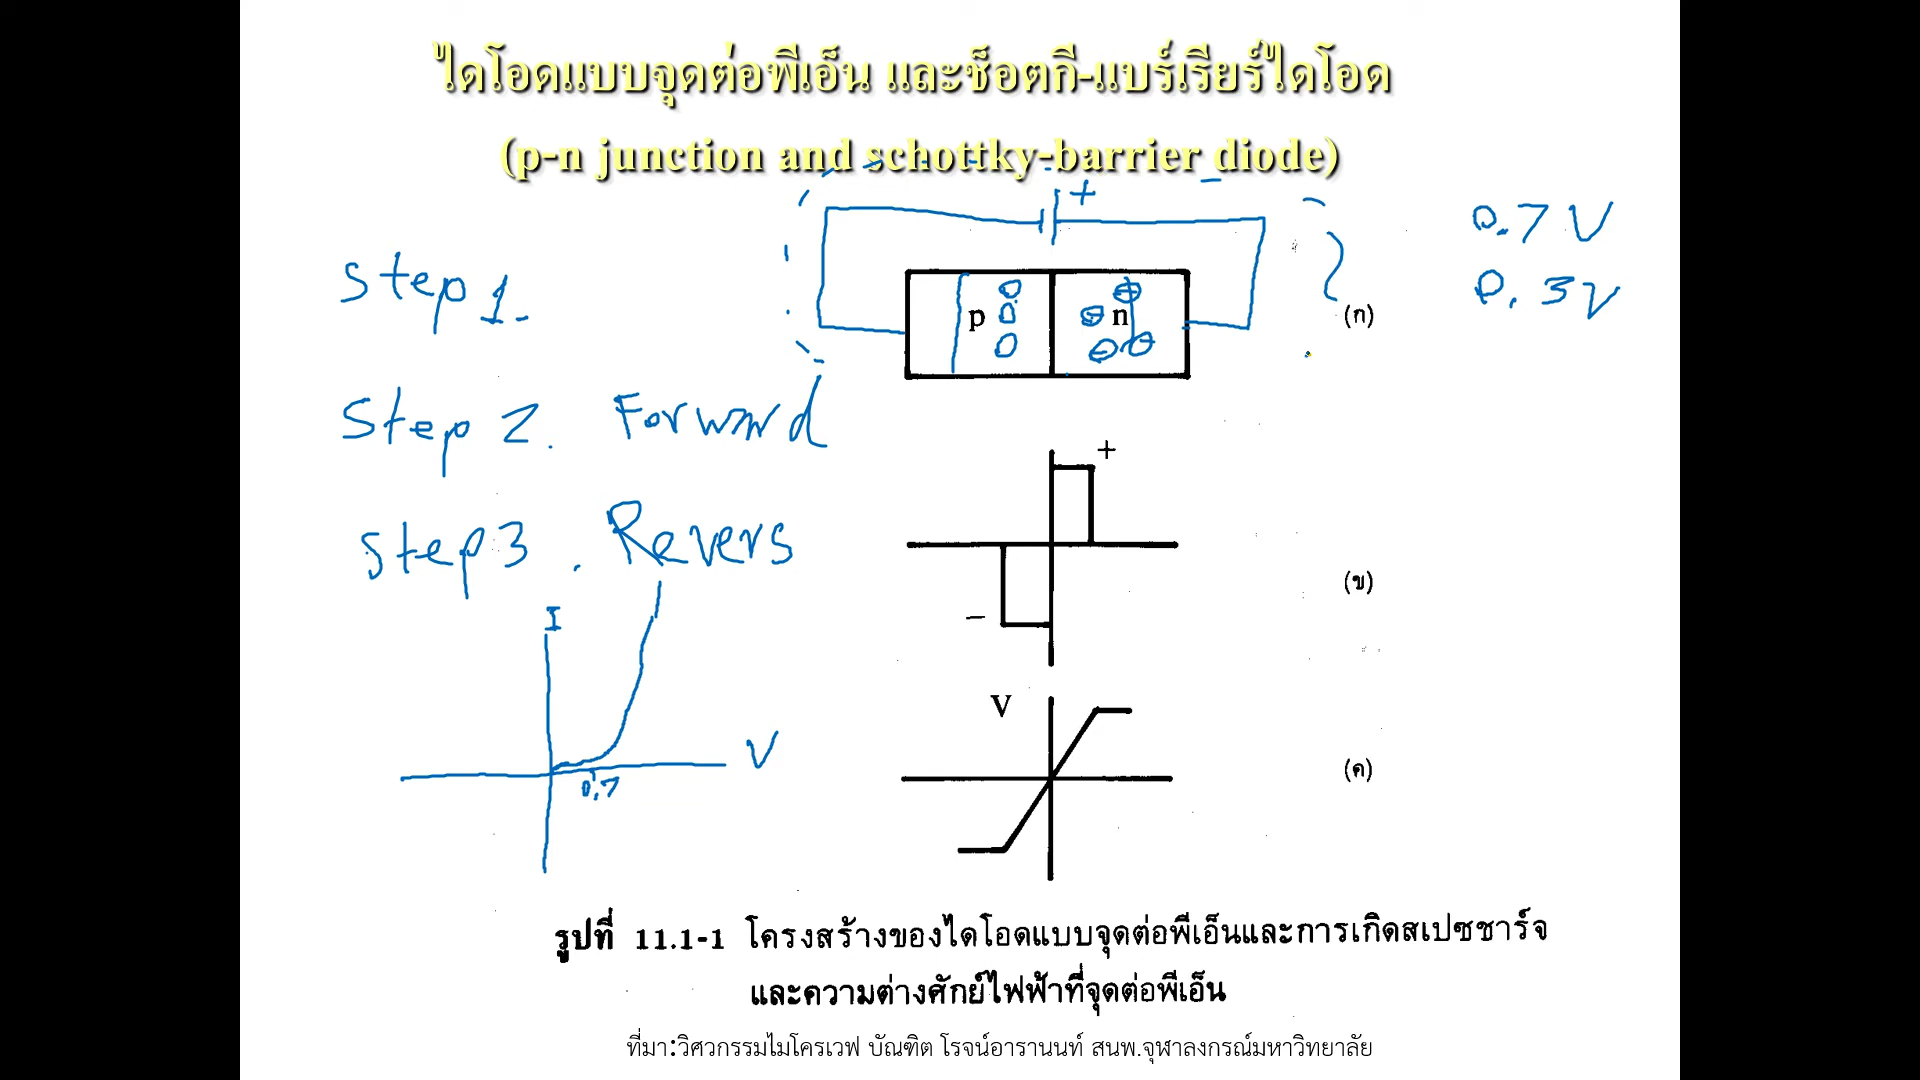 ไดโอดแบบจุดต่อพีเอ็น และช็อตกี-แบร์เรียร์ไดโอด
(p-n junction and schottky-barrier diode)
+
0.7 V
0.3V
step 1.
p
n
(ก)
Step 2. Forward
+
step3. Revers
(ข)
-
I
V
V
0.7
(ค)
รูปที่ 11.1-1 โครงสร้างของไดโอดแบบจุดต่อพีเอ็นและการเกิดสเปซชาร์จ
และความต่างศักย์ไฟฟ้าที่จุดต่อพีเอ็น
ที่มา:วิศวกรรมไมโครเวฟ บัณฑิต โรจน์อารานนท์ สนพ.จุฬาลงกรณ์มหาวิทยาลัย